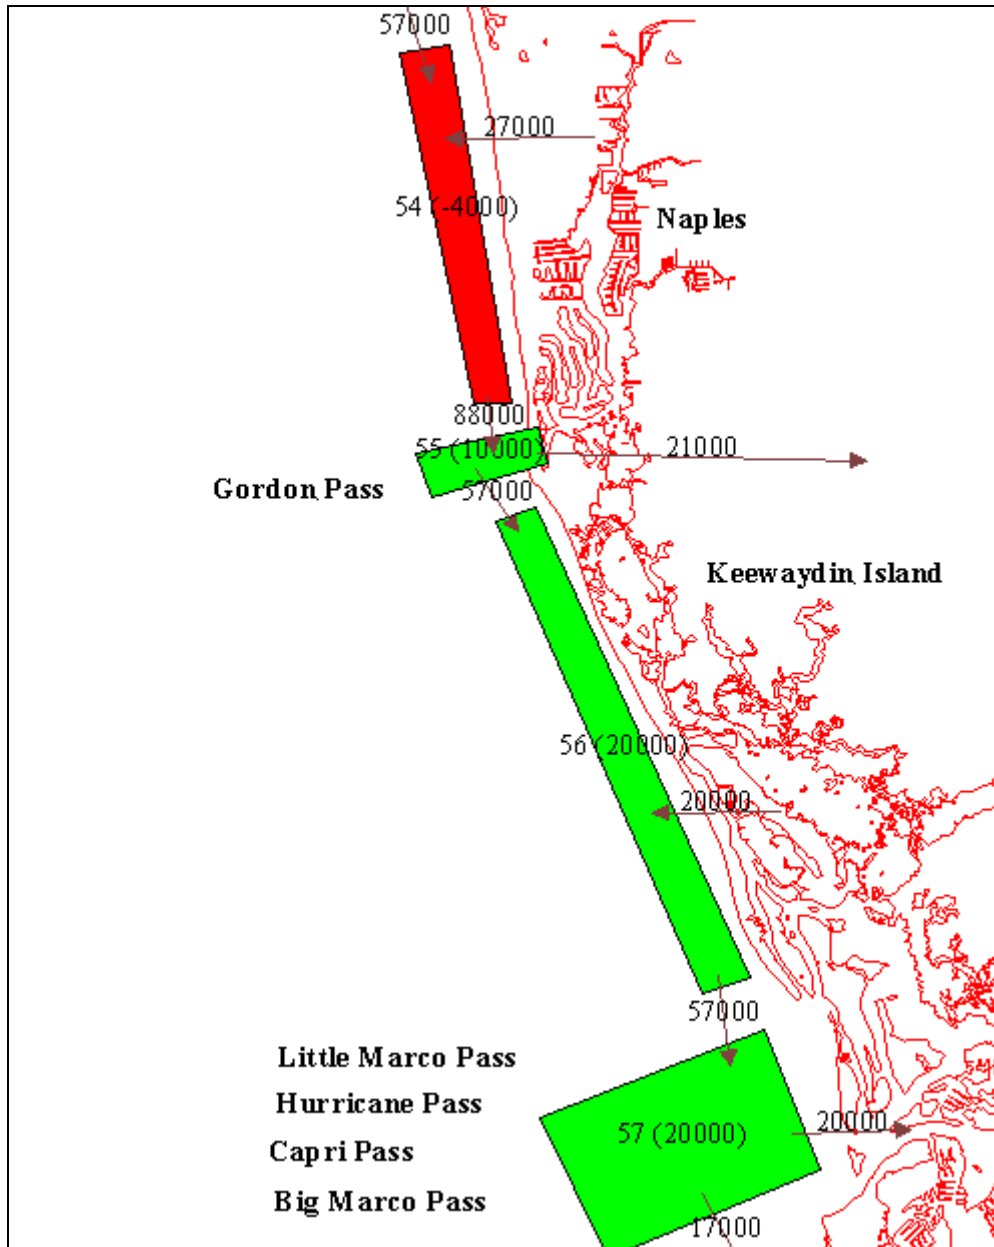 57000
27000
54 (-4000)
Naples
88000
55 (10000)
21000
Gordon Pass
57000
Keewaydin Island
56 (20000)
20000
57000
Little Marco Pass
Hurricane Pass
57 (20000)
20000
Capri Pass
Big Marco Pass
17000